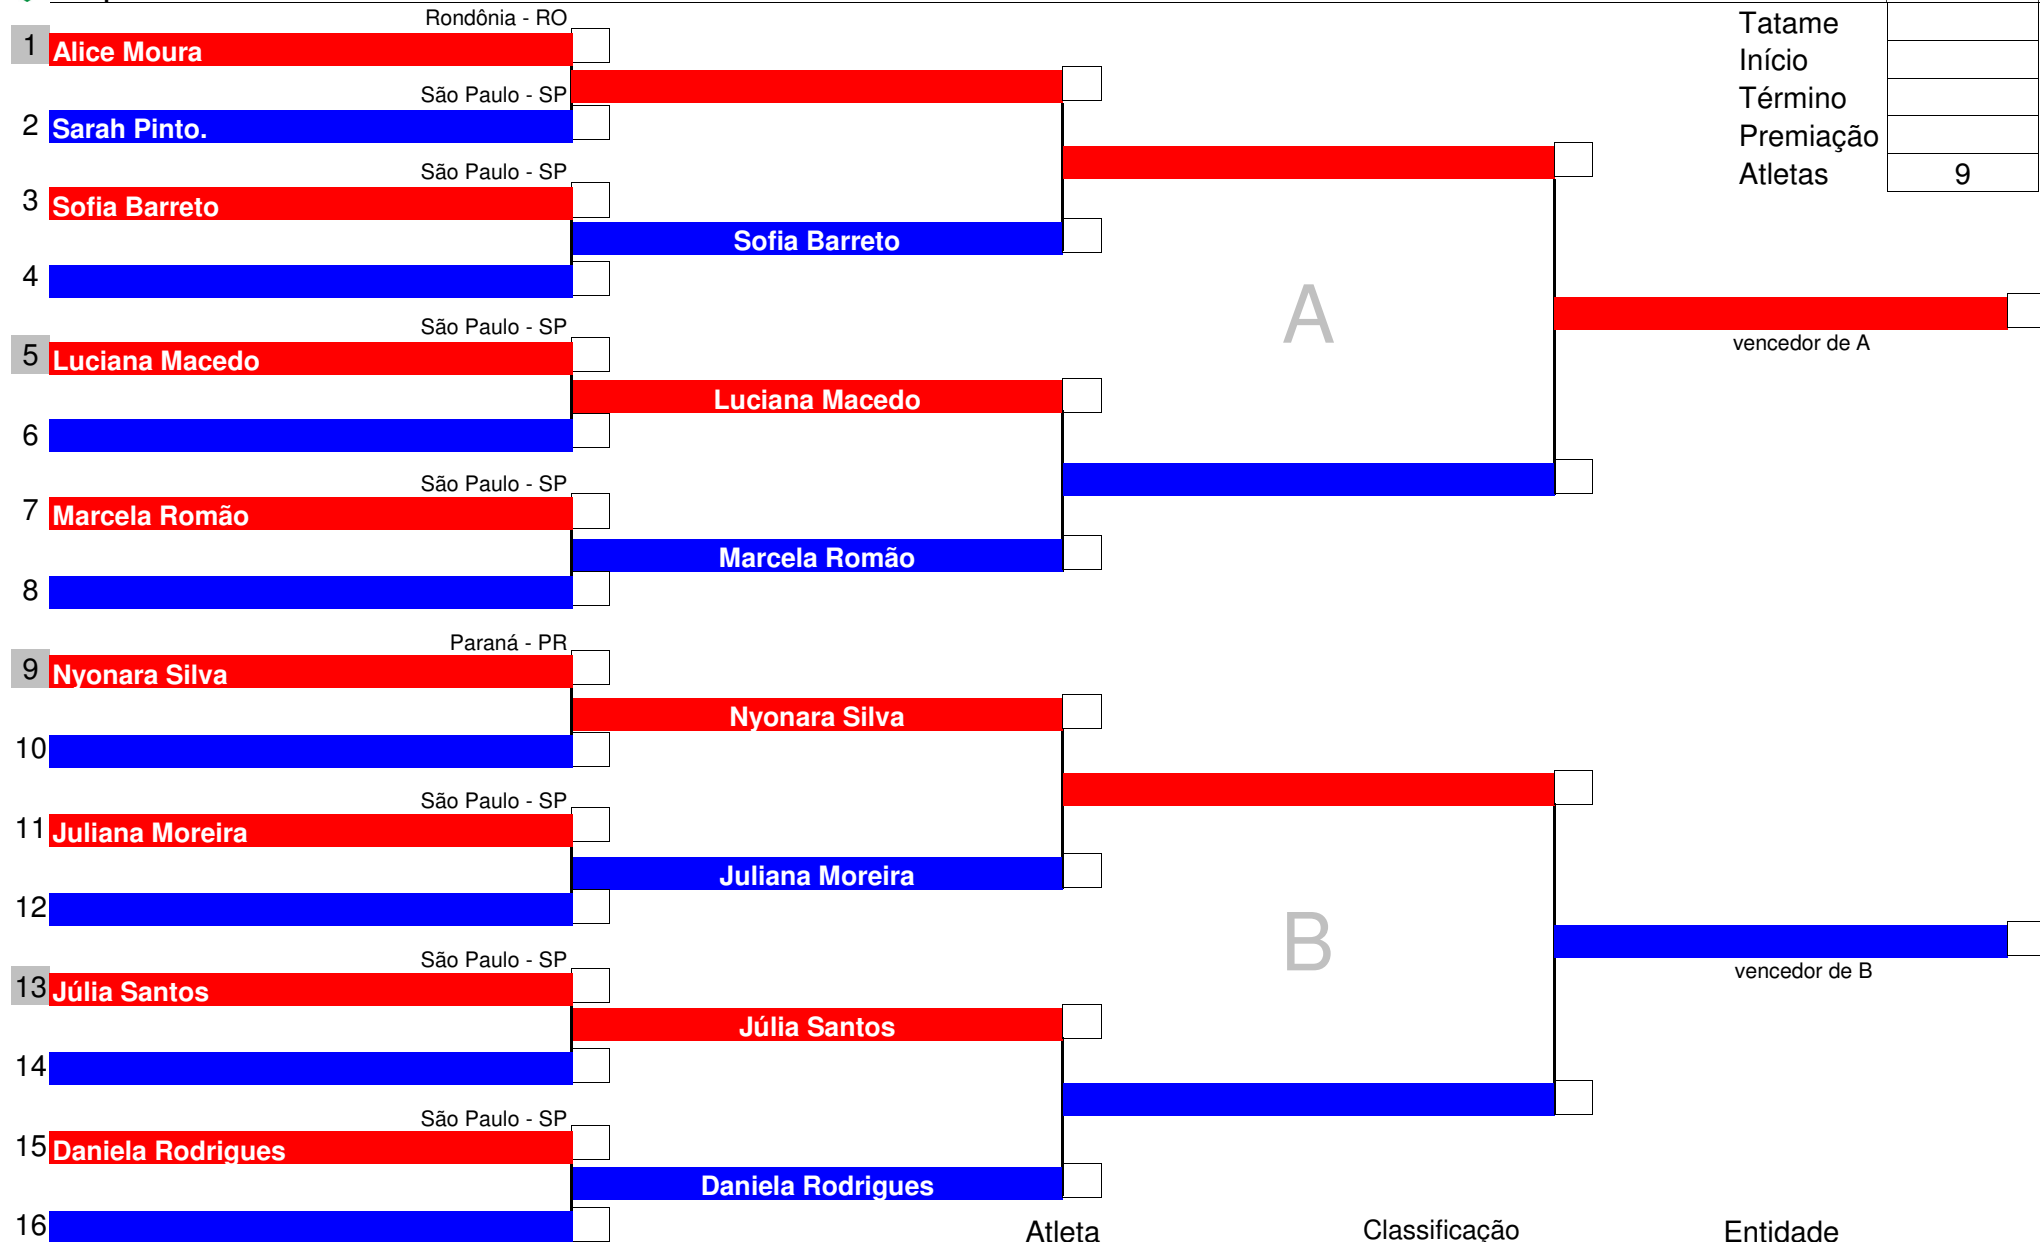 Rondônia - RO
1 Alice Moura
São Paulo - SP
2 Sarah Pinto.
São Paulo - SP
3 Sofia Barreto
Sofia Barreto
4
São Paulo - SP
5 Luciana Macedo
Luciana Macedo
6
São Paulo - SP
7 Marcela Romão
Marcela Romão
8
Paraná - PR
9 Nyonara Silva
Nyonara Silva
10
São Paulo - SP
11 Juliana Moreira
Juliana Moreira
12
São Paulo - SP
13 Júlia Santos
Júlia Santos
14
São Paulo - SP
15 Daniela Rodrigues
Daniela Rodrigues
16
A
B
vencedor de A
vencedor de B
Tatame
Início
Término
Premiação
Atletas 9
Atleta Classificação Entidade